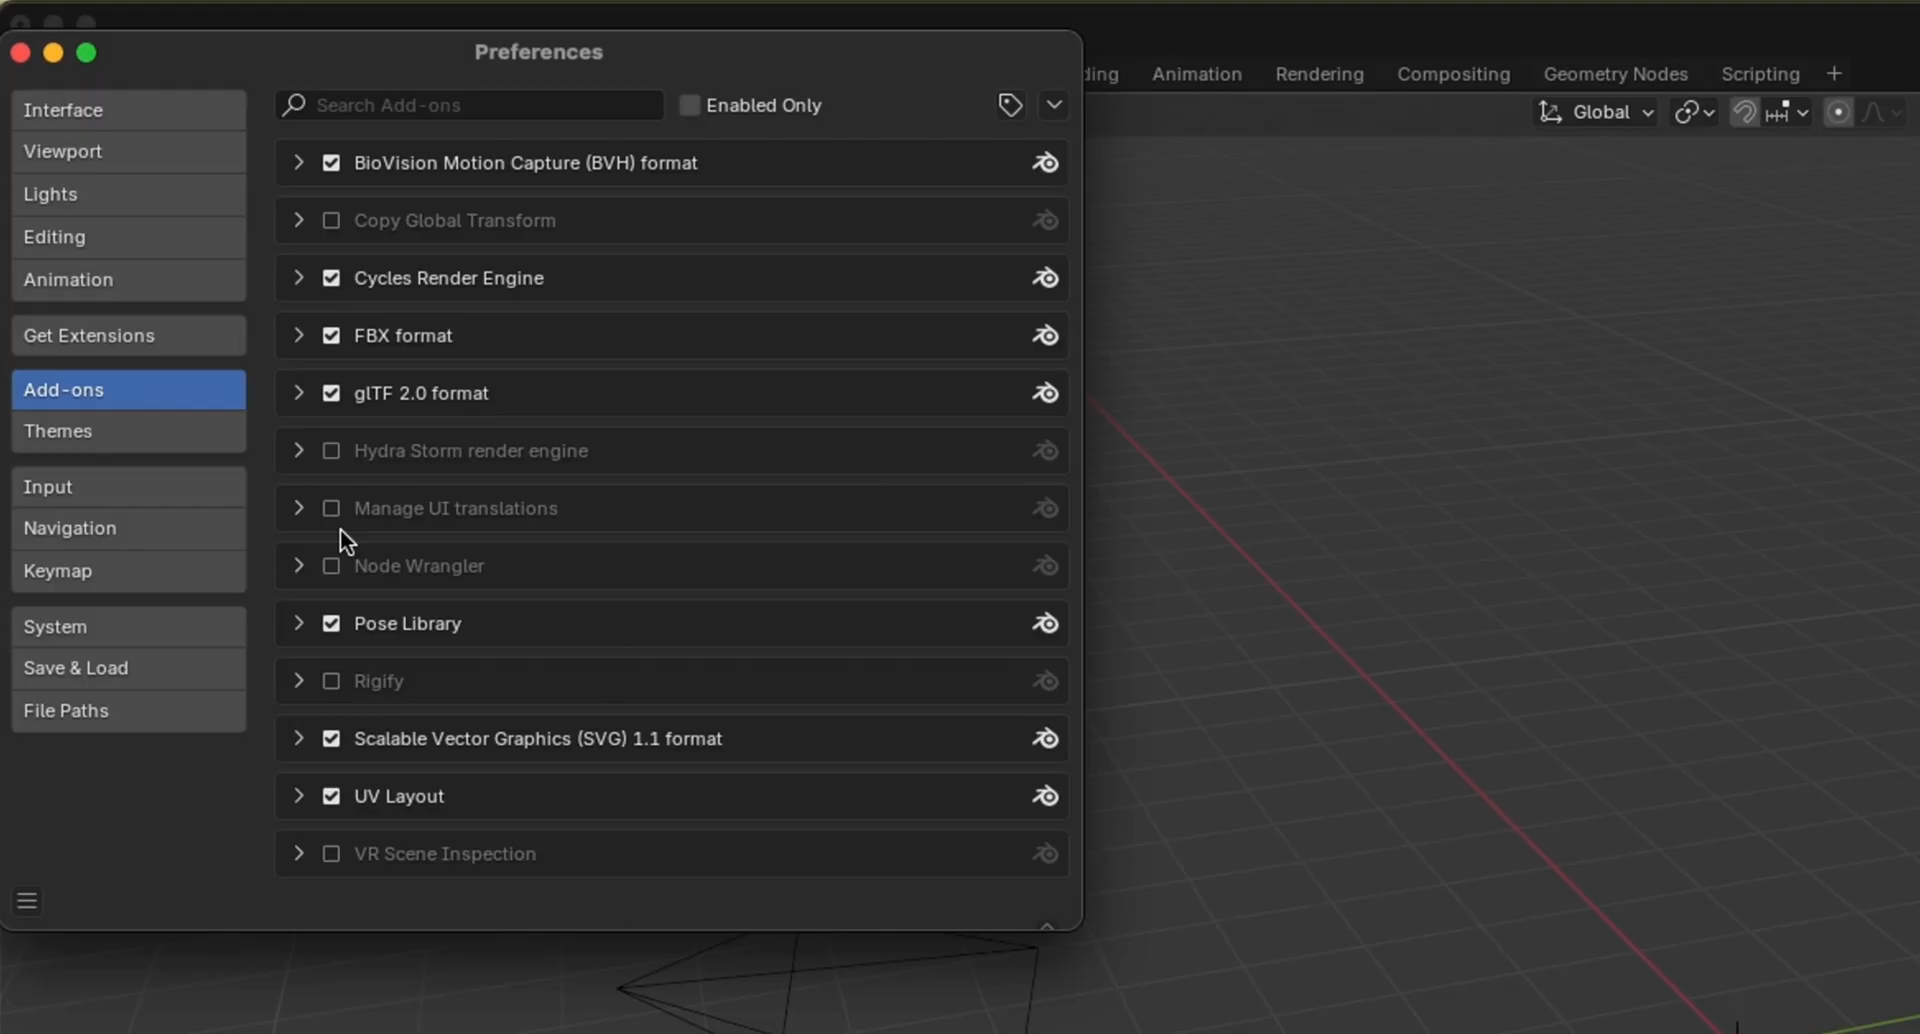 Preferences
ding Animation Rendering Compositing Geometry Nodes Scripting +
Global
Interface
Viewport
Lights
Editing
Animation
Get Extensions
Add-ons
Themes
Input
Navigation
Keymap
System
Save & Load
File Paths
Search Add-ons Enabled Only
BioVision Motion Capture (BVH) format
Copy Global Transform
Cycles Render Engine
FBX format
glTF 2.0 format
Hydra Storm render engine
Manage UI translations
Node Wrangler
Pose Library
Rigify
Scalable Vector Graphics (SVG) 1.1 format
UV Layout
VR Scene Inspection